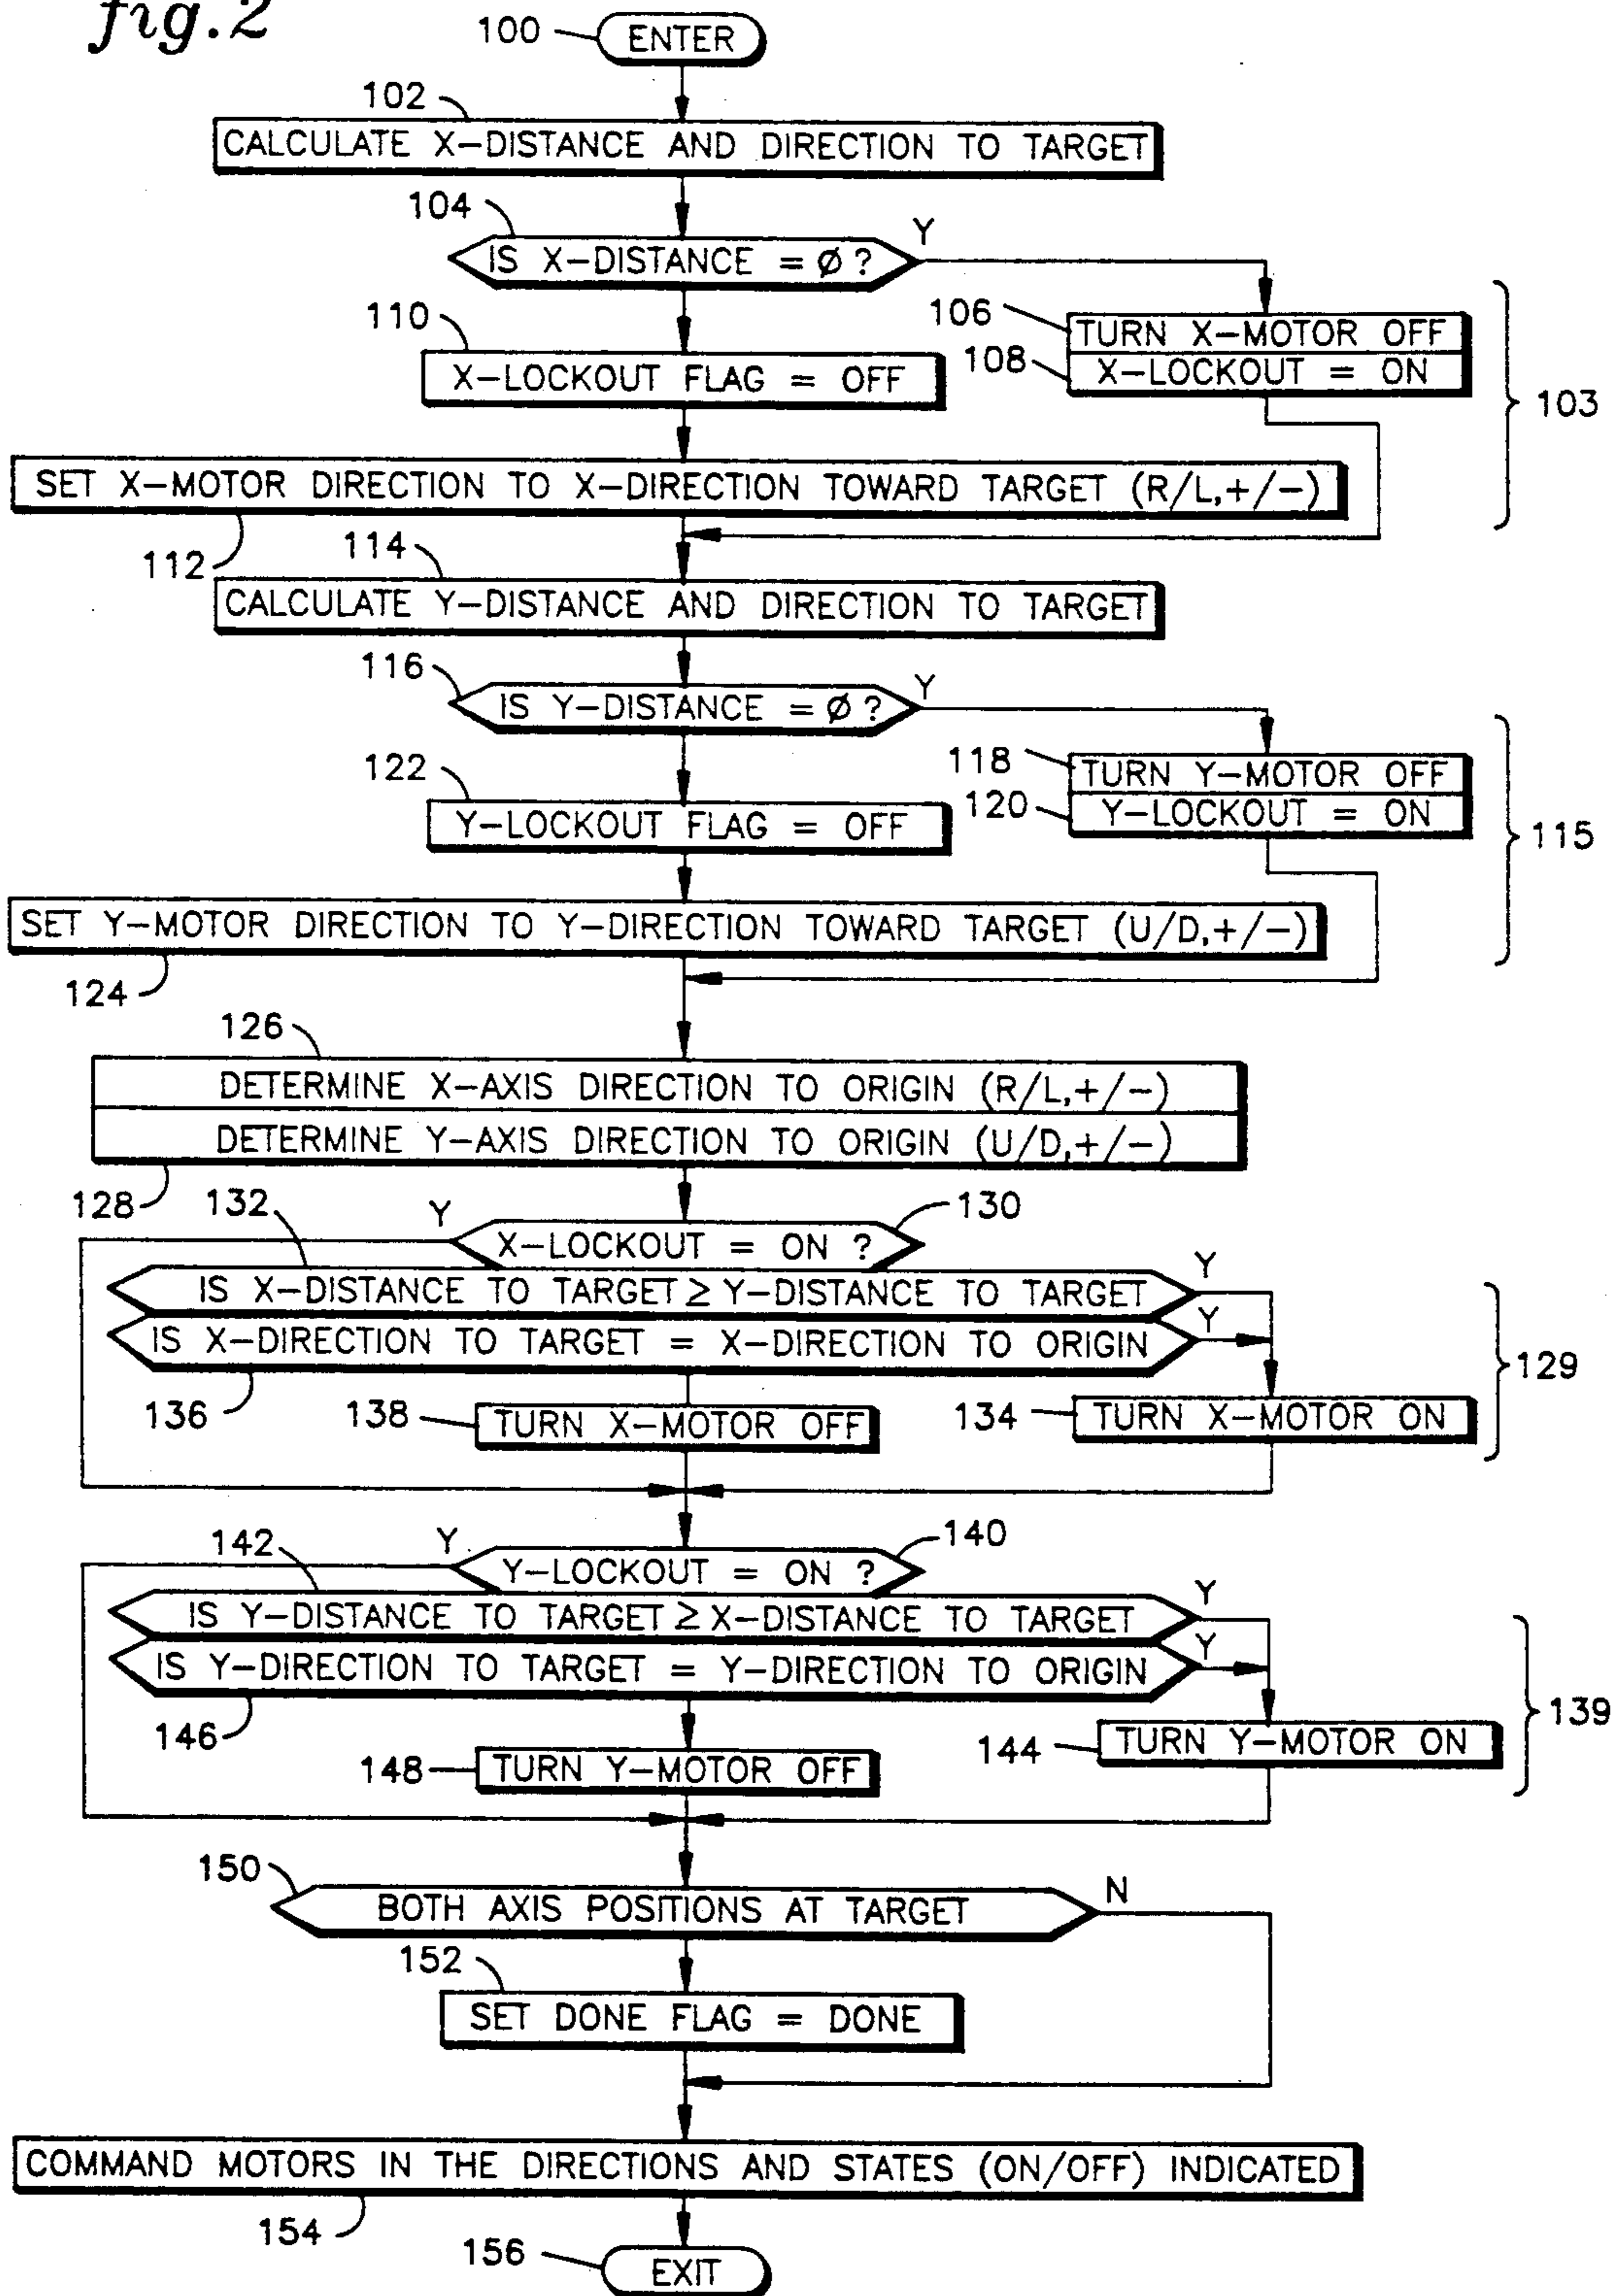 fig.2
100 ENTER
102
CALCULATE X-DISTANCE AND DIRECTION TO TARGET
104
IS X-DISTANCE = Ø ? Y
110
X-LOCKOUT FLAG = OFF
106 TURN X-MOTOR OFF
108 X-LOCKOUT = ON
103
SET X-MOTOR DIRECTION TO X-DIRECTION TOWARD TARGET (R/L,+/-)
112
114
CALCULATE Y-DISTANCE AND DIRECTION TO TARGET
116
IS Y-DISTANCE = Ø ? Y
122
Y-LOCKOUT FLAG = OFF
118 TURN Y-MOTOR OFF
120 Y-LOCKOUT = ON
115
SET Y-MOTOR DIRECTION TO Y-DIRECTION TOWARD TARGET (U/D,+/-)
124
126
DETERMINE X-AXIS DIRECTION TO ORIGIN (R/L,+/-)
DETERMINE Y-AXIS DIRECTION TO ORIGIN (U/D,+/-)
128
Y X-LOCKOUT = ON ? 130
132
IS X-DISTANCE TO TARGET ≥ Y-DISTANCE TO TARGET Y
IS X-DIRECTION TO TARGET = X-DIRECTION TO ORIGIN Y
129
136
138 TURN X-MOTOR OFF
134 TURN X-MOTOR ON
Y Y-LOCKOUT = ON ? 140
142
IS Y-DISTANCE TO TARGET ≥ X-DISTANCE TO TARGET Y
IS Y-DIRECTION TO TARGET = Y-DIRECTION TO ORIGIN Y
139
146
148 TURN Y-MOTOR OFF
144 TURN Y-MOTOR ON
150
BOTH AXIS POSITIONS AT TARGET N
152
SET DONE FLAG = DONE
COMMAND MOTORS IN THE DIRECTIONS AND STATES (ON/OFF) INDICATED
154
156 EXIT